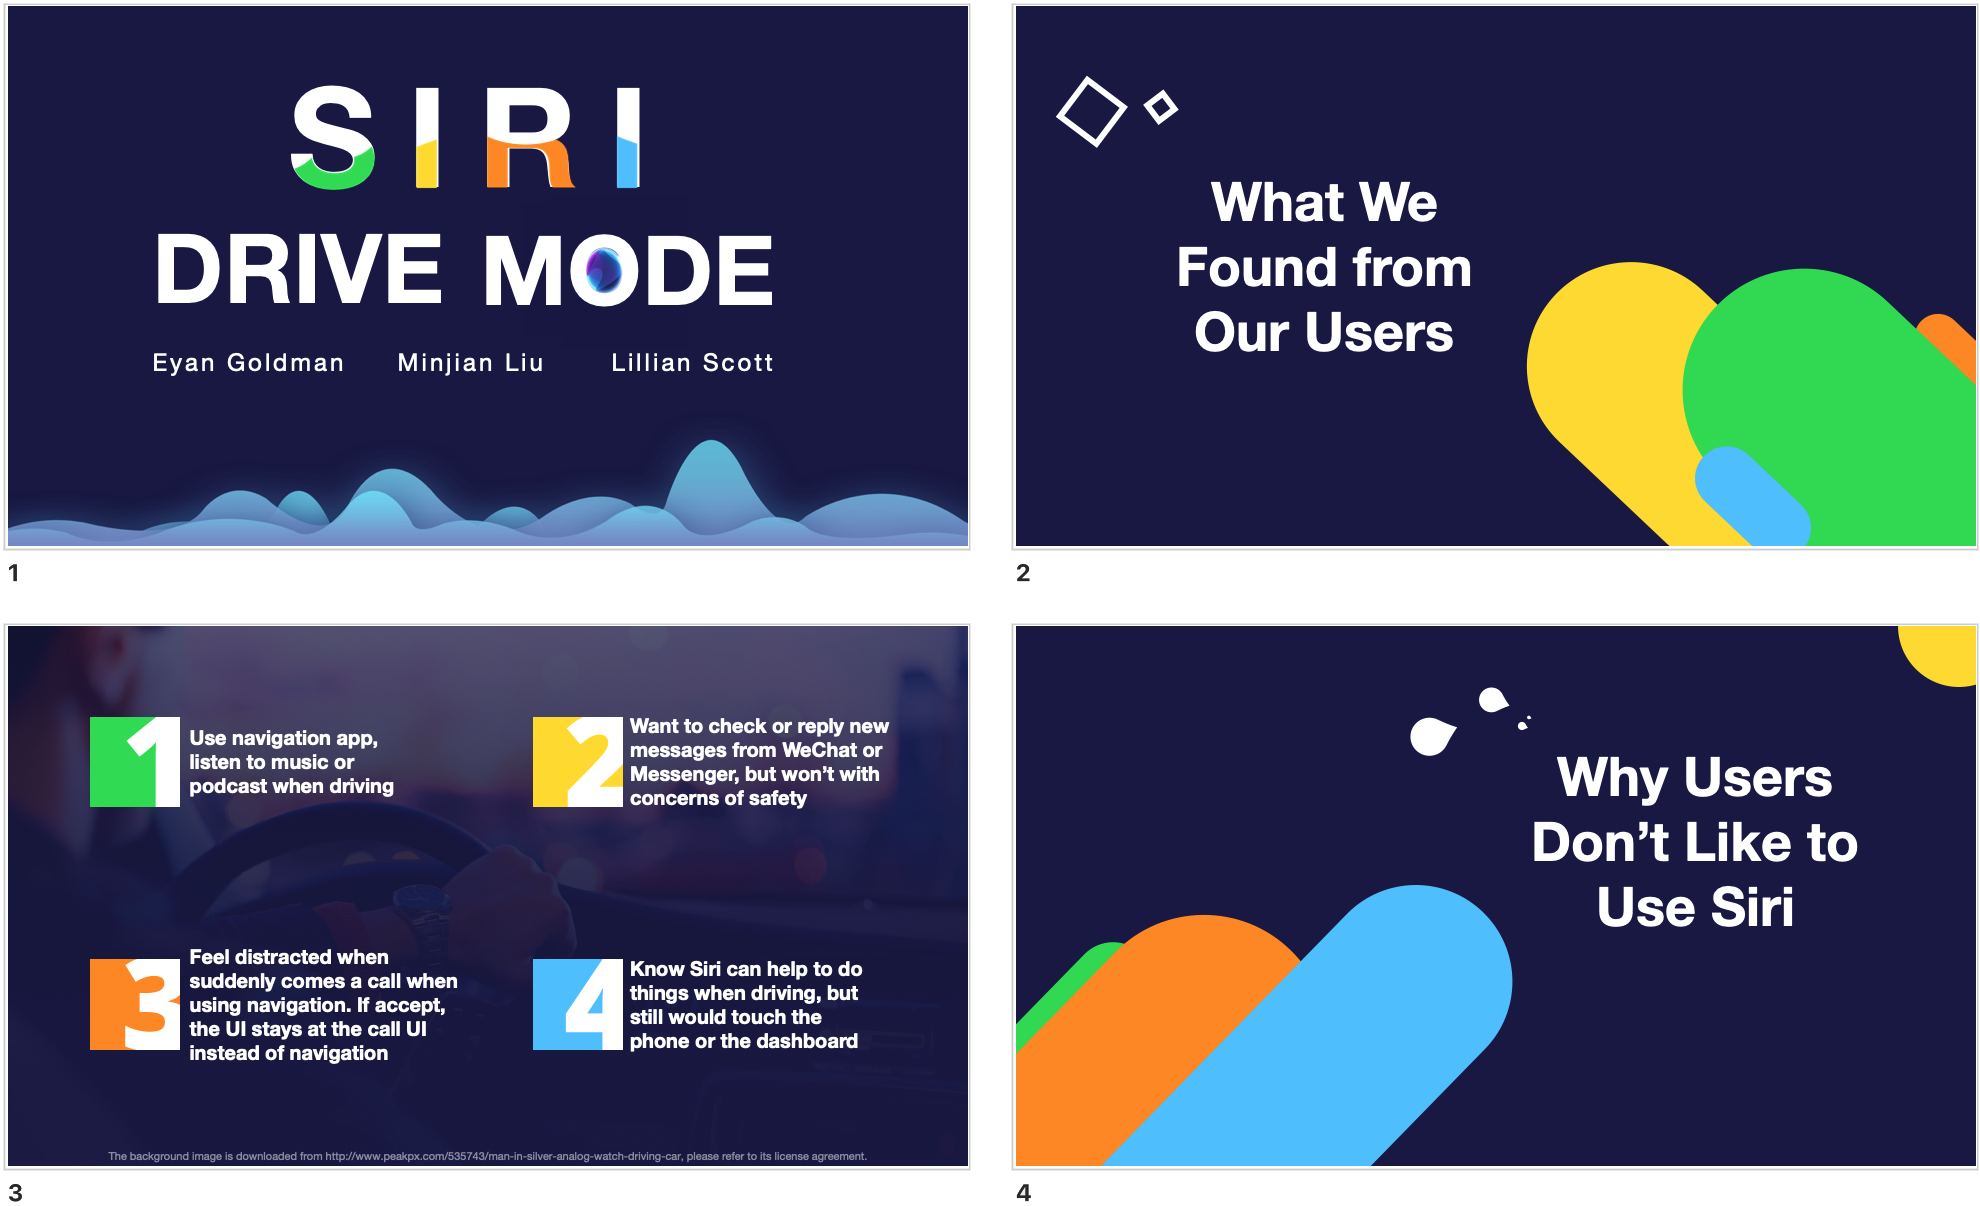 SIRI
DRIVE MODE
Eyan Goldman Minjian Liu Lillian Scott
1
What We
Found from
Our Users
2
1
Use navigation app,
listen to music or
podcast when driving
2
Want to check or reply new
messages from WeChat or
Messenger, but won’t with
concerns of safety
3
Feel distracted when
suddenly comes a call when
using navigation. If accept,
the UI stays at the call UI
instead of navigation
4
Know Siri can help to do
things when driving, but
still would touch the
phone or the dashboard
The background image is downloaded from http://www.peakpx.com/535743/man-in-silver-analog-watch-driving-car, please refer to its license agreement.
3
Why Users
Don’t Like to
Use Siri
4